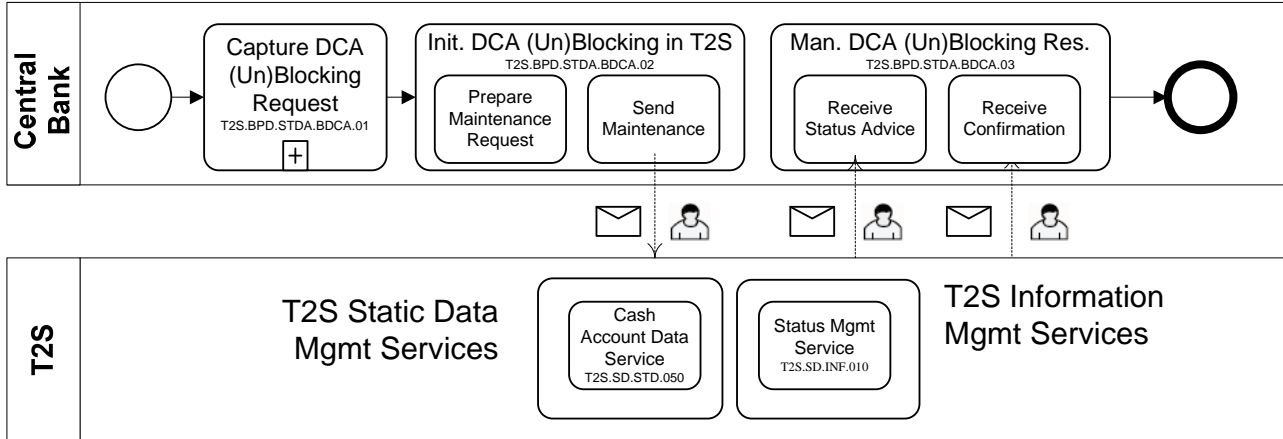 Central
Bank
Capture DCA
(Un)Blocking
Request
T2S.BPD.STDA.BDCA.01
+
Init. DCA (Un)Blocking in T2S
T2S.BPD.STDA.BDCA.02
Prepare
Maintenance
Request
Send
Maintenance
Man. DCA (Un)Blocking Res.
T2S.BPD.STDA.BDCA.03
Receive
Status Advice
Receive
Confirmation
T2S
T2S Static Data
Mgmt Services
Cash
Account Data
Service
T2S.SD.STD.050
Status Mgmt
Service
T2S.SD.INF.010
T2S Information
Mgmt Services